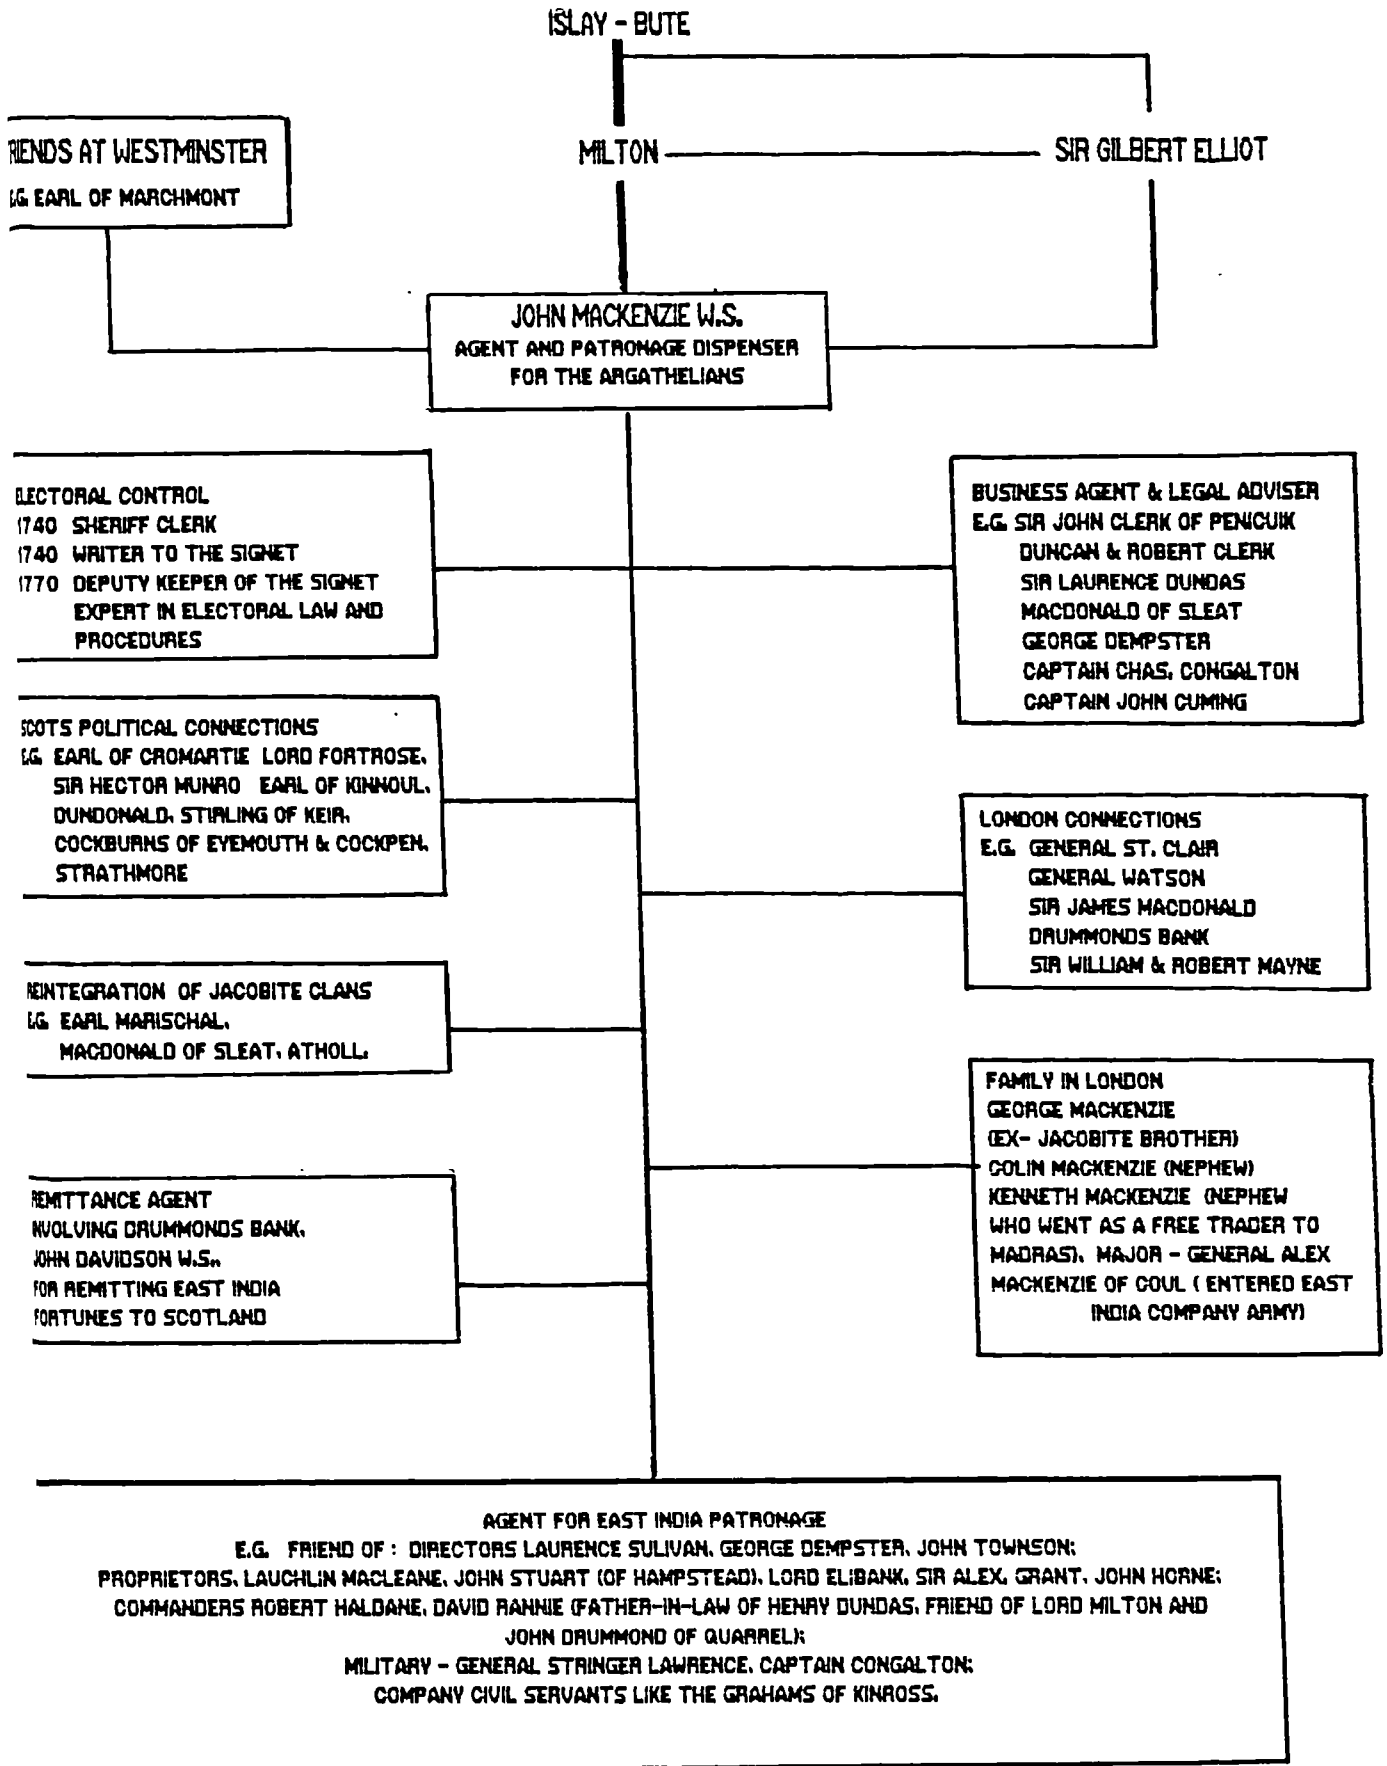 ISLAY – BUTE
RIENDS AT WESTMINSTER
.G. EARL OF MARCHMONT
MILTON
SIR GILBERT ELLIOT
JOHN MACKENZIE W.S.
AGENT AND PATRONAGE DISPENSER
FOR THE ARGATHELIANS
LECTORAL CONTROL
1740 SHERIFF CLERK
1740 WRITER TO THE SIGNET
1770 DEPUTY KEEPER OF THE SIGNET
EXPERT IN ELECTORAL LAW AND
PROCEDURES
BUSINESS AGENT & LEGAL ADVISER
E.G. SIR JOHN CLERK OF PENICUIK
DUNCAN & ROBERT CLERK
SIR LAURENCE DUNDAS
MACDONALD OF SLEAT
GEORGE DEMPSTER
CAPTAIN CHAS. CONGALTON
CAPTAIN JOHN CUMING
SCOTS POLITICAL CONNECTIONS
E.G. EARL OF CROMARTIE LORD FORTROSE,
SIR HECTOR MUNRO EARL OF KINNOUL,
DUNDONALD, STIRLING OF KEIR,
COCKBURNS OF EYEMOUTH & COCKPEN,
STRATHMORE
LONDON CONNECTIONS
E.G. GENERAL ST. CLAIR
GENERAL WATSON
SIR JAMES MACDONALD
DRUMMONDS BANK
SIR WILLIAM & ROBERT MAYNE
REINTEGRATION OF JACOBITE CLANS
E.G. EARL MARISCHAL,
MACDONALD OF SLEAT, ATHOLL.
FAMILY IN LONDON
GEORGE MACKENZIE
(EX- JACOBITE BROTHER)
COLIN MACKENZIE (NEPHEW)
KENNETH MACKENZIE (NEPHEW
WHO WENT AS A FREE TRADER TO
MADRAS), MAJOR – GENERAL ALEX
MACKENZIE OF COUL ( ENTERED EAST
INDIA COMPANY ARMY)
REMITTANCE AGENT
NVOLVING DRUMMONDS BANK,
JOHN DAVIDSON W.S.,
FOR REMITTING EAST INDIA
FORTUNES TO SCOTLAND
AGENT FOR EAST INDIA PATRONAGE
E.G. FRIEND OF : DIRECTORS LAURENCE SULIVAN, GEORGE DEMPSTER, JOHN TOWNSON;
PROPRIETORS, LAUCHLIN MACLEANE, JOHN STUART (OF HAMPSTEAD), LORD ELIBANK, SIR ALEX. GRANT, JOHN HORNE;
COMMANDERS ROBERT HALDANE, DAVID RANNIE (FATHER-IN-LAW OF HENRY DUNDAS, FRIEND OF LORD MILTON AND
JOHN DRUMMOND OF QUARREL);
MILITARY – GENERAL STRINGER LAWRENCE, CAPTAIN CONGALTON;
COMPANY CIVIL SERVANTS LIKE THE GRAHAMS OF KINROSS.